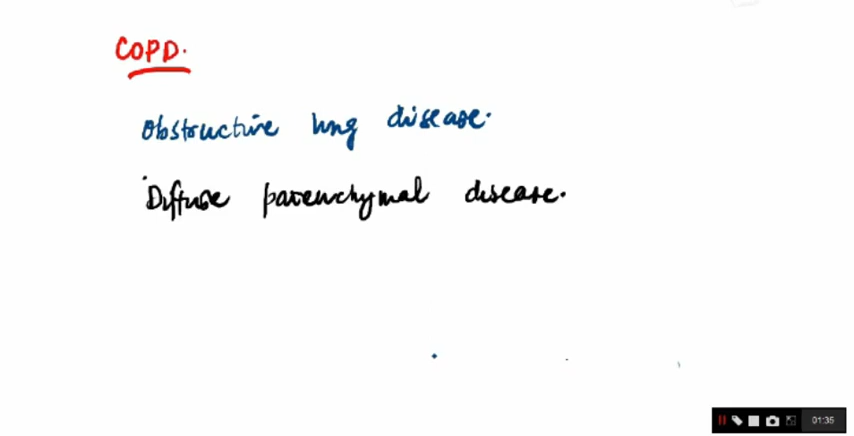 COPD.
Obstructive lung disease.
Diffuse parenchymal disease.
01:35